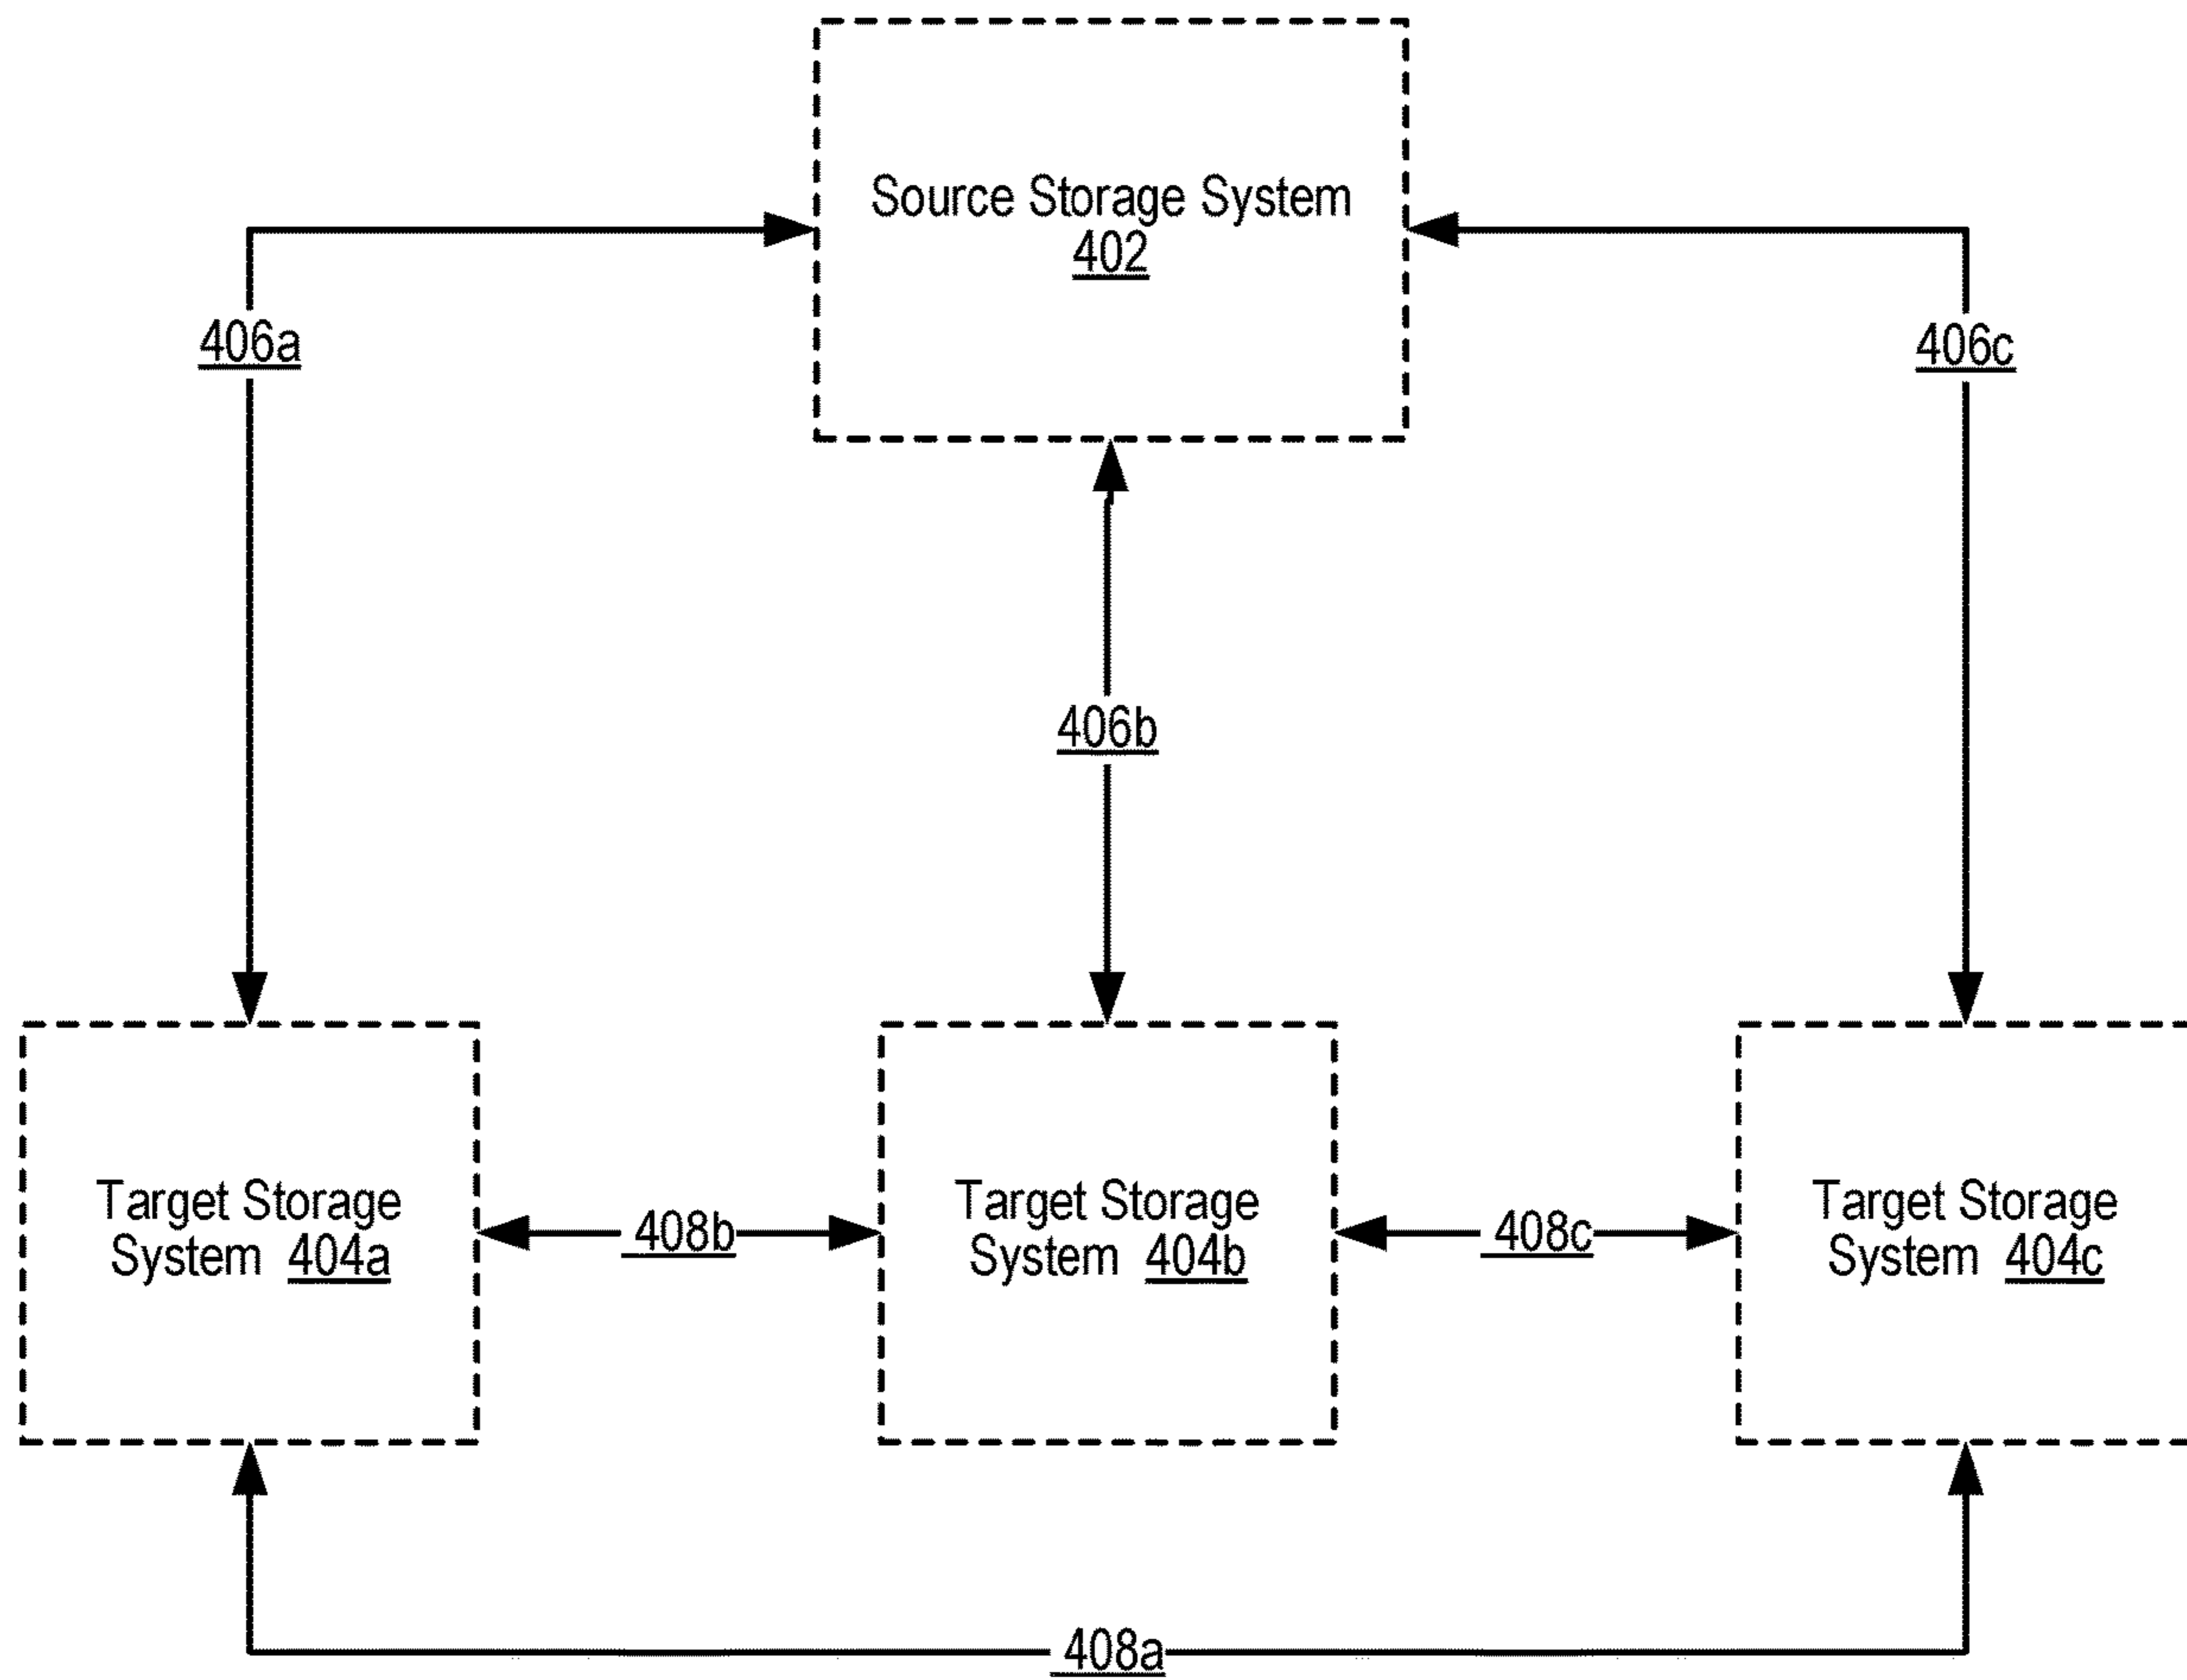 Source Storage System
402
406a
406c
406b
Target Storage
System 404a
408b
Target Storage
System 404b
408c
Target Storage
System 404c
408a